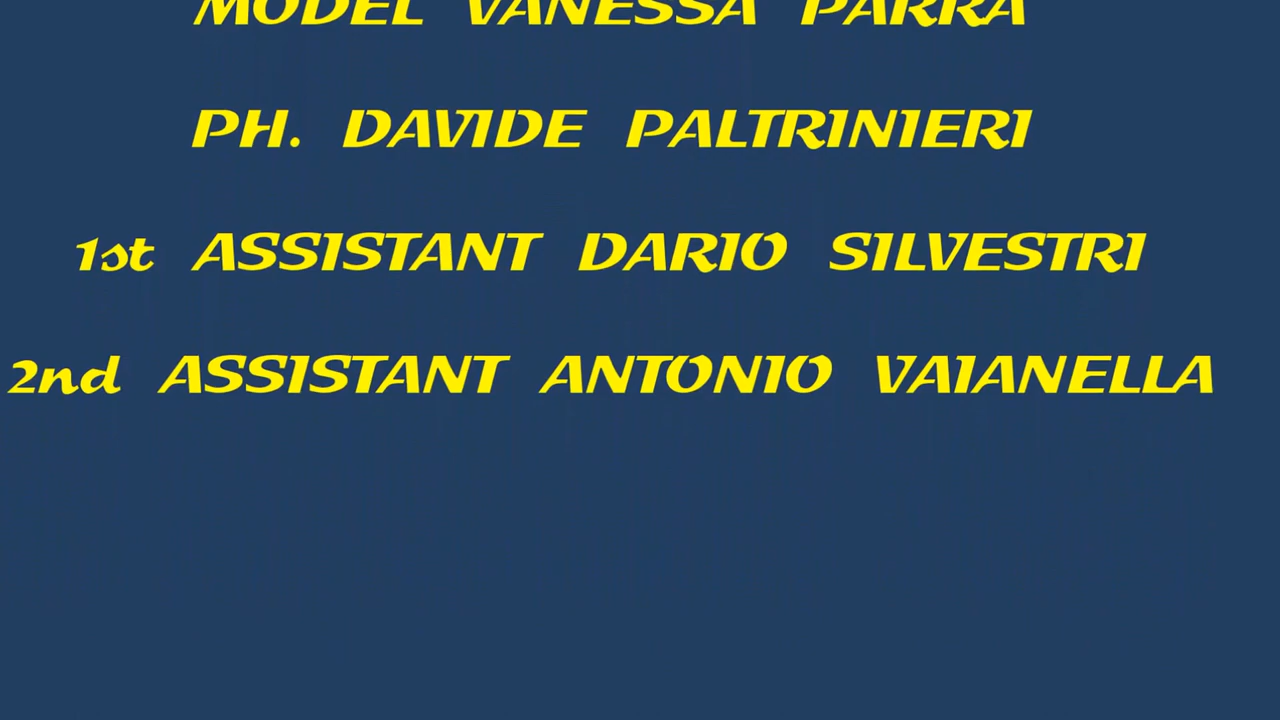 MODEL VANESSA PARRA
PH. DAVIDE PALTRINIERI
1st ASSISTANT DARIO SILVESTRI
2nd ASSISTANT ANTONIO VAIANELLA